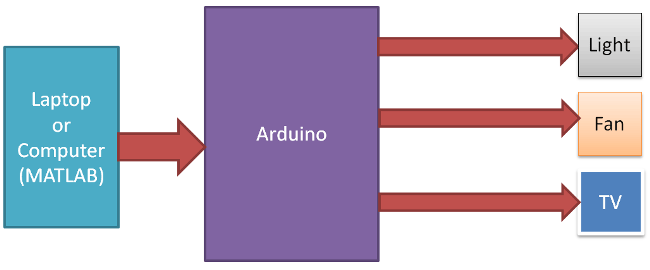 Laptop
or
Computer
(MATLAB)
Arduino
Light
Fan
TV